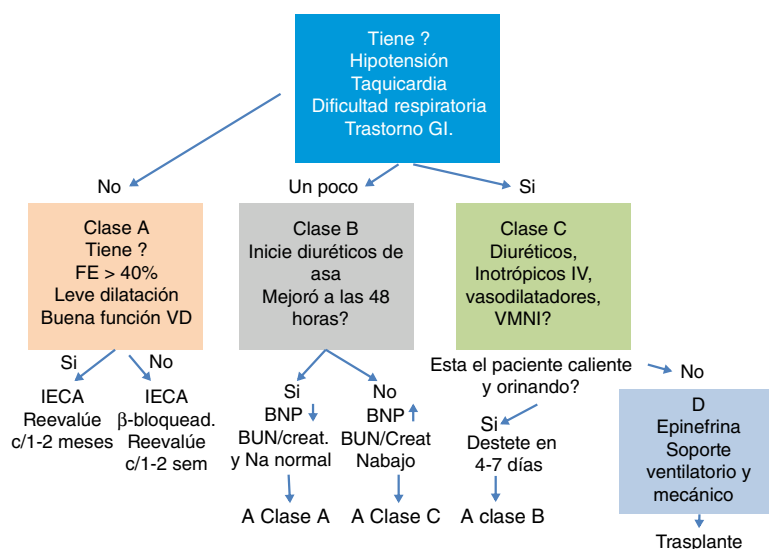 Tiene ?
Hipotensión
Taquicardia
Dificultad respiratoria
Trastorno GI.
No
Un poco
Si
Clase A
Tiene ?
FE > 40%
Leve dilatación
Buena función VD
Clase B
Inicie diuréticos de
asa
Mejoró a las 48
horas?
Clase C
Diuréticos,
Inotrópicos IV,
vasodilatadores,
VMNI?
Si
No
IECA
Reevalúe
c/1-2 meses
IECA
β-bloquead.
Reevalúe
c/1-2 sem
Si
BNP
BUN/creat.
y Na normal
No
BNP
BUN/Creat
Nabajo
Esta el paciente caliente
y orinando?
Si
Destete en
4-7 días
No
D
Epinefrina
Soporte
ventilatorio y
mecánico
A Clase A
A Clase C
A clase B
Trasplante